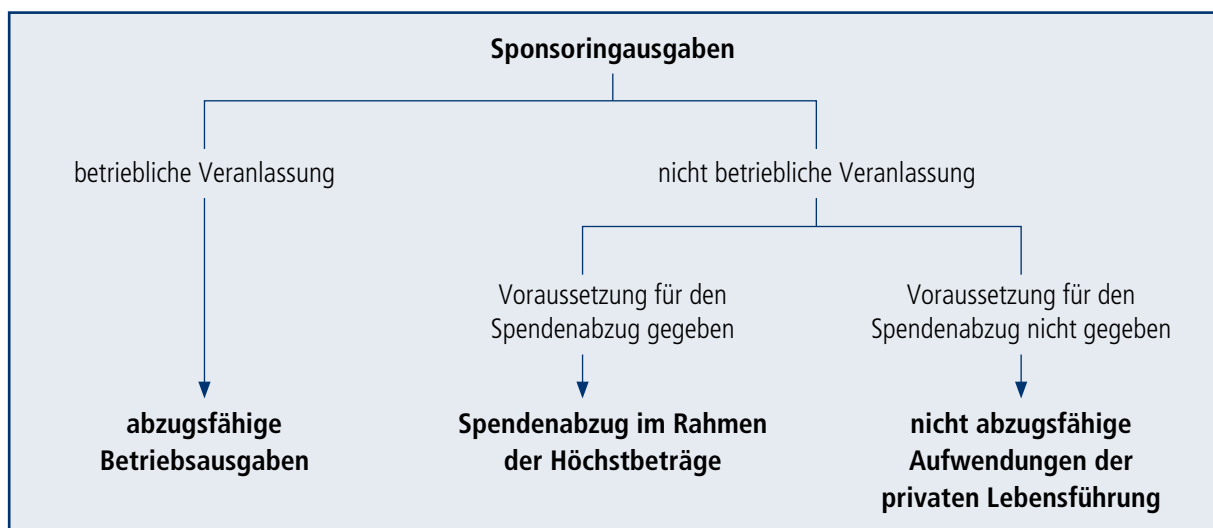 Sponsoringausgaben
betriebliche Veranlassung
nicht betriebliche Veranlassung
Voraussetzung für den
Spendenabzug gegeben
Voraussetzung für den
Spendenabzug nicht gegeben
abzugsfähige
Betriebsausgaben
Spendenabzug im Rahmen
der Höchstbeträge
nicht abzugsfähige
Aufwendungen der
privaten Lebensführung